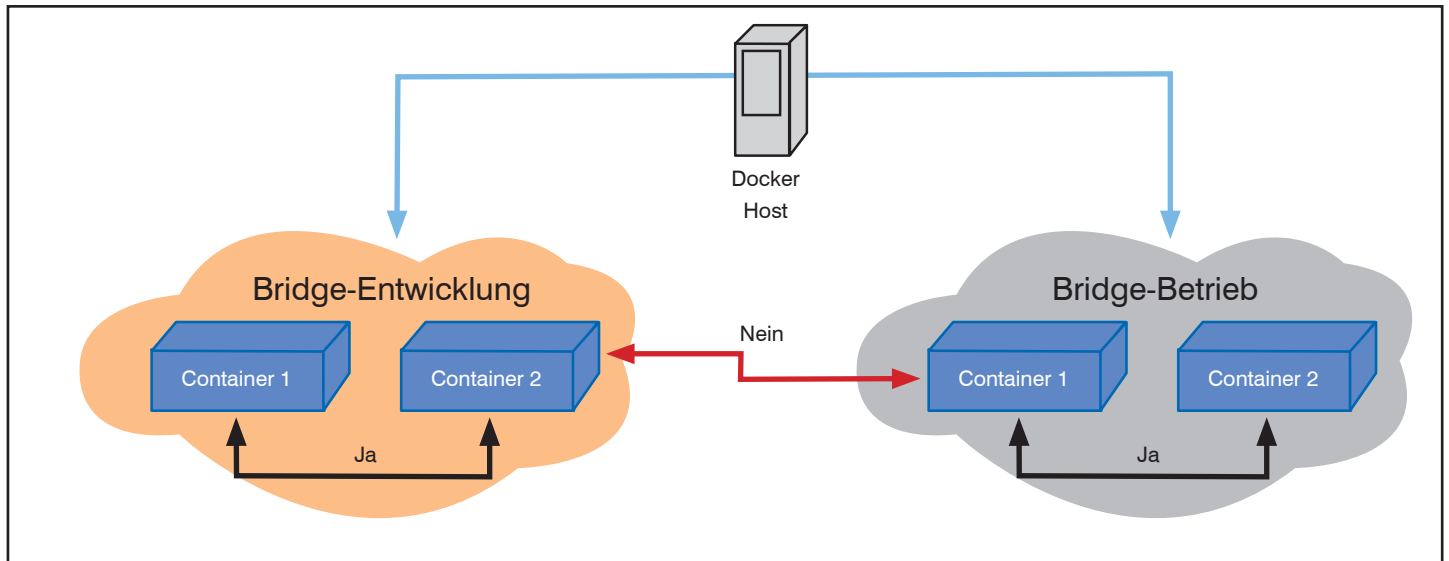 Docker
Host
Bridge-Entwicklung
Bridge-Betrieb
Nein
Container 1
Container 2
Container 1
Container 2
Ja
Ja